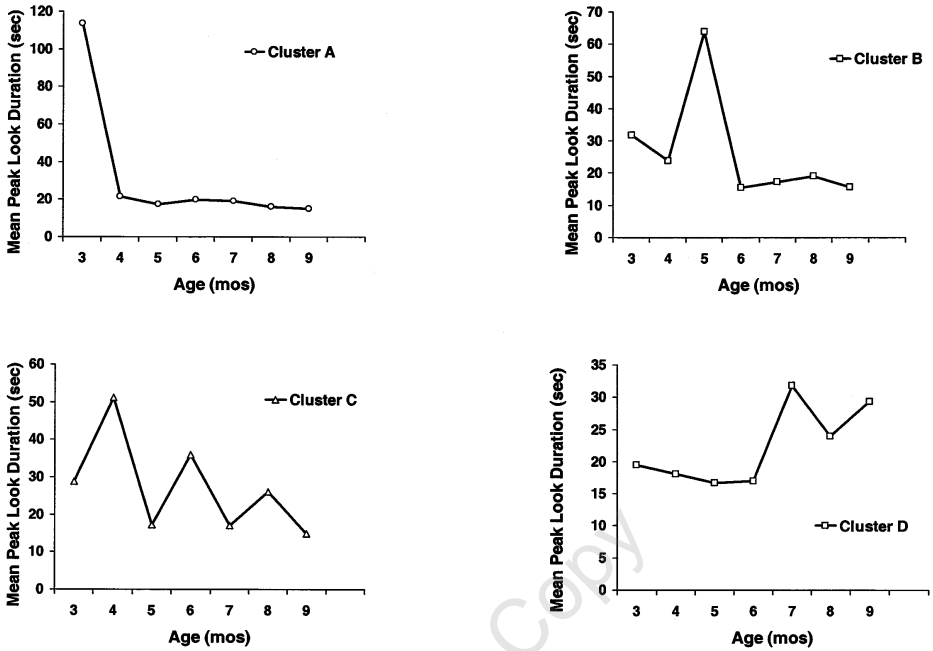 Mean Peak Look Duration (sec)
120
100
80
60
40
20
0
Cluster A
3 4 5 6 7 8 9
Age (mos)
Mean Peak Look Duration (sec)
70
60
50
40
30
20
10
0
Cluster B
3 4 5 6 7 8 9
Age (mos)
Mean Peak Look Duration (sec)
60
50
40
30
20
10
0
Cluster C
3 4 5 6 7 8 9
Age (mos)
Mean Peak Look Duration (sec)
35
30
25
20
15
10
5
0
Cluster D
3 4 5 6 7 8 9
Age (mos)
Copy